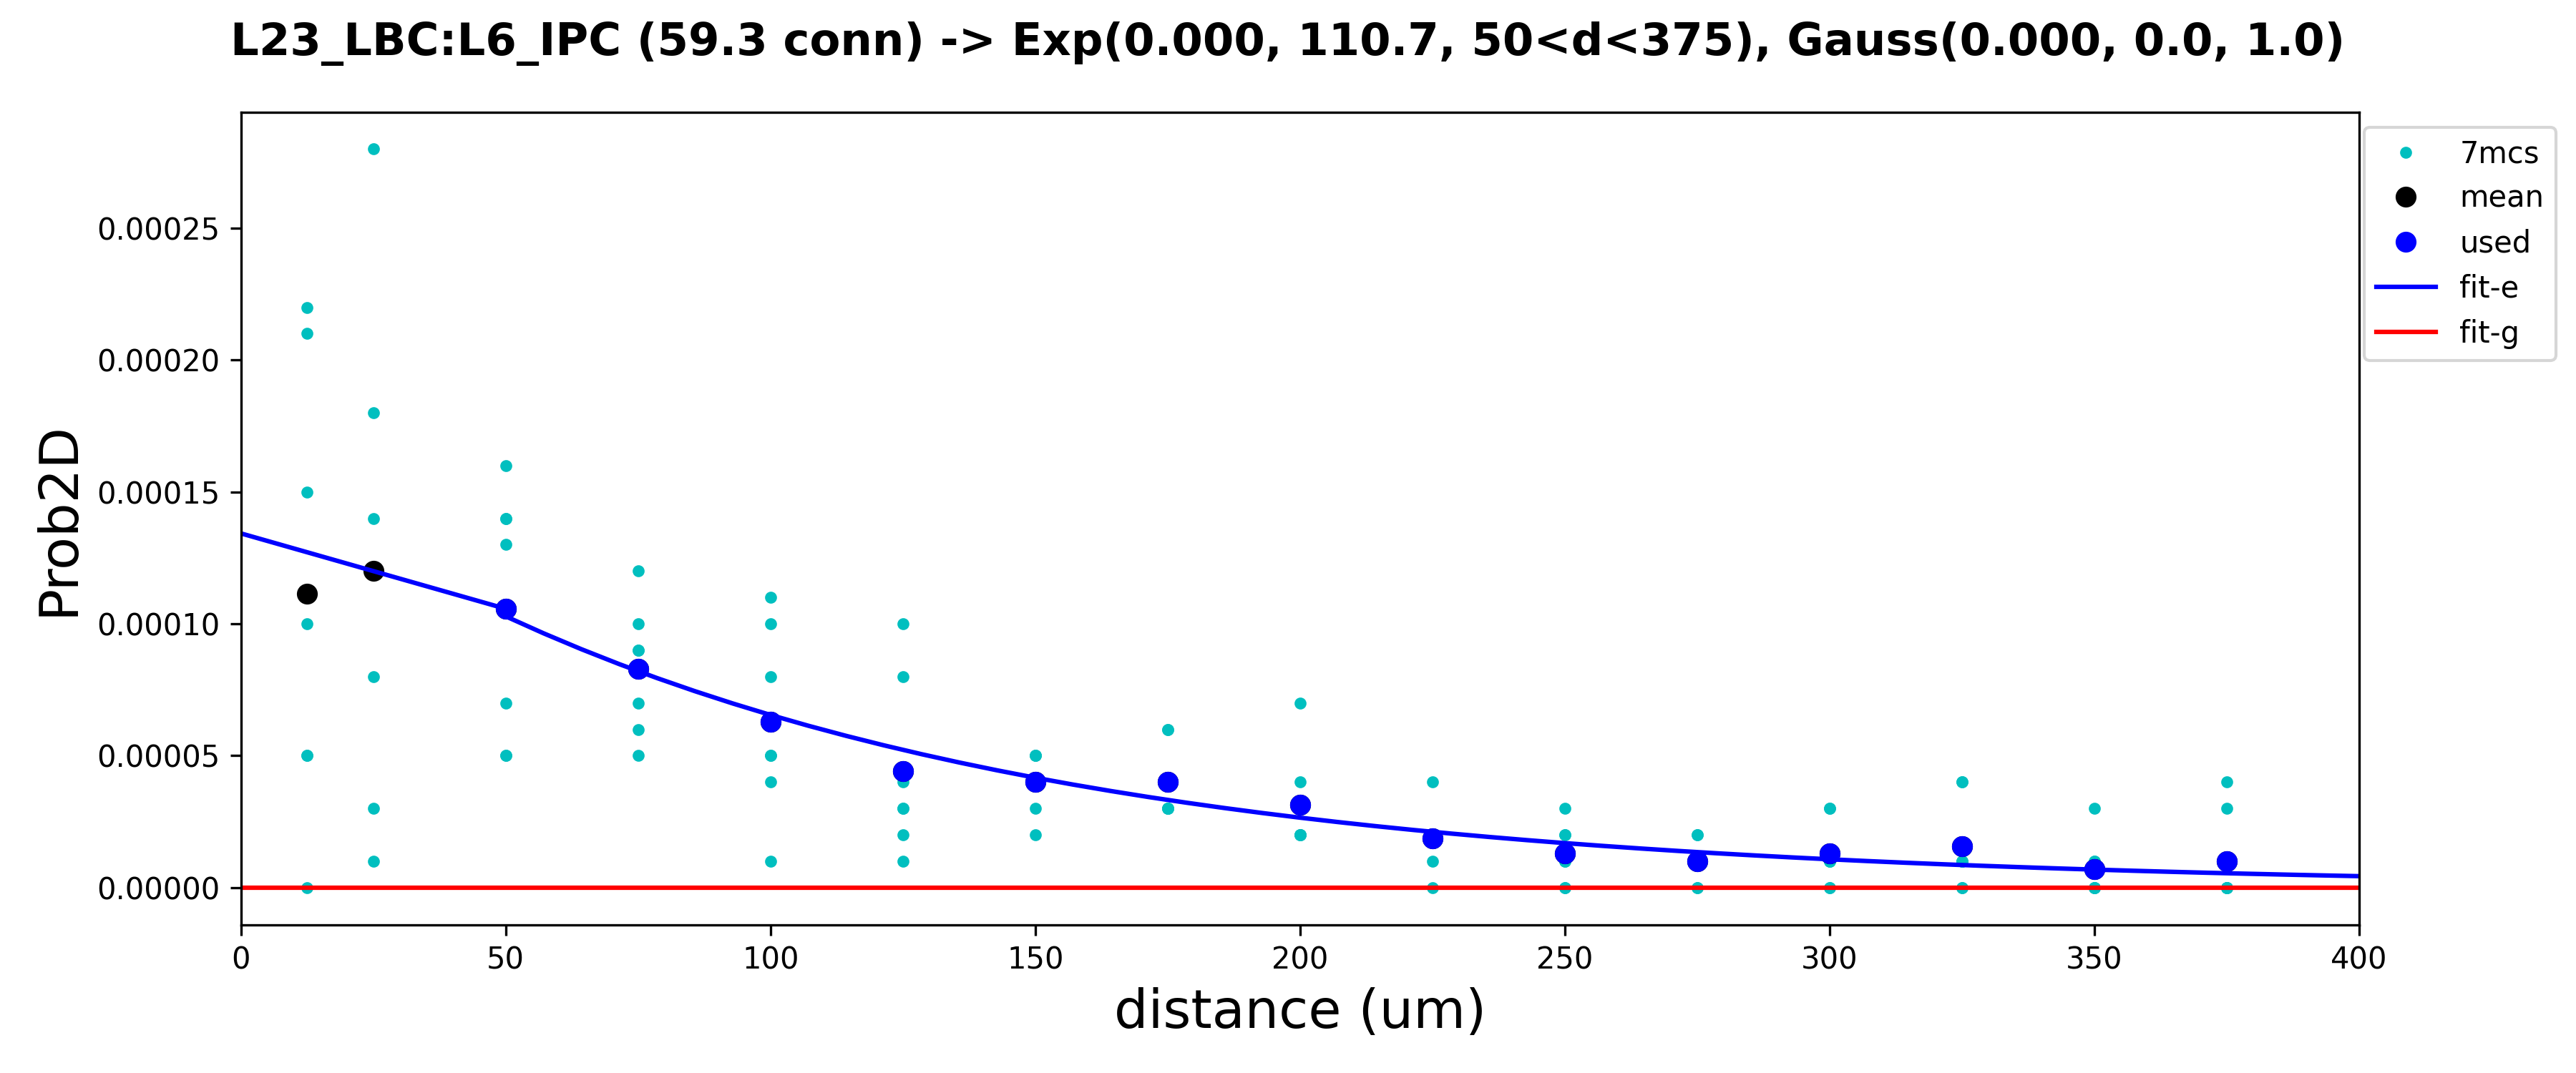 L23_LBC:L6_IPC (59.3 conn) -> Exp(0.000, 110.7, 50<d<375), Gauss(0.000, 0.0, 1.0)
7mcs
mean
used
fit-e
fit-g
Prob2D
0.00025
0.00020
0.00015
0.00010
0.00005
0.00000
0 50 100 150 200 250 300 350 400
distance (um)